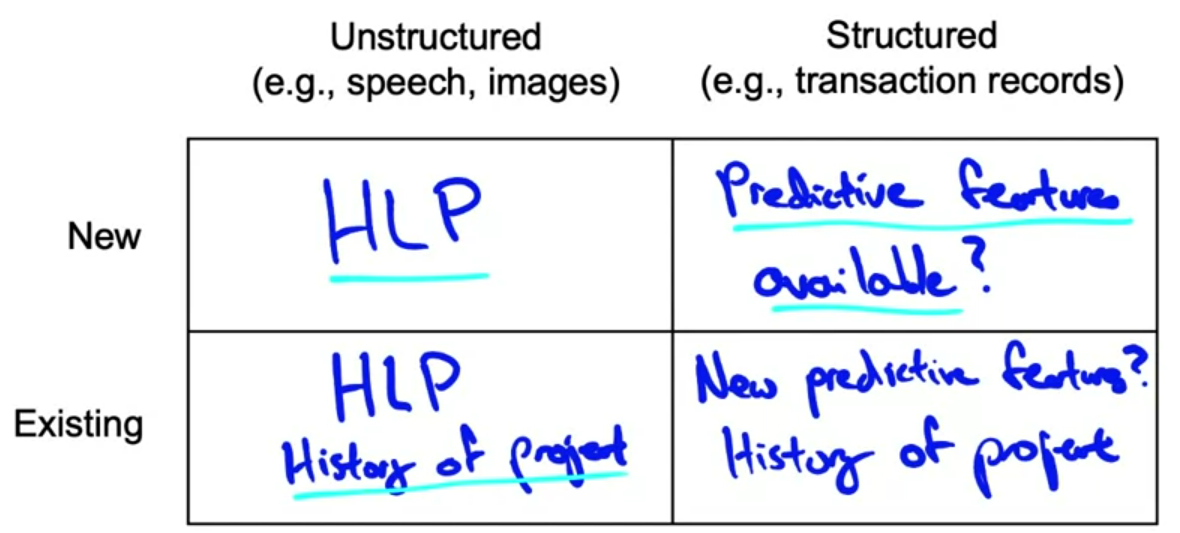 Unstructured
(e.g., speech, images)
Structured
(e.g., transaction records)
New
HLP
Predictive features
available?
Existing
HLP
History of project
New predictive features?
History of project